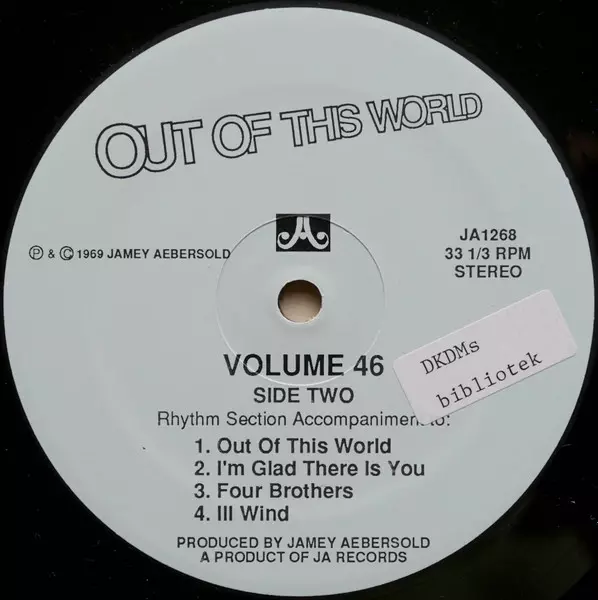 OUT OF THIS WORLD
℗ & © 1969 JAMEY AEBERSOLD
JA
JA1268
33 1/3 RPM
STEREO
DKDMs
bibliotek
VOLUME 46
SIDE TWO
Rhythm Section Accompaniment to:
1. Out Of This World
2. I'm Glad There Is You
3. Four Brothers
4. Ill Wind
PRODUCED BY JAMEY AEBERSOLD
A PRODUCT OF JA RECORDS